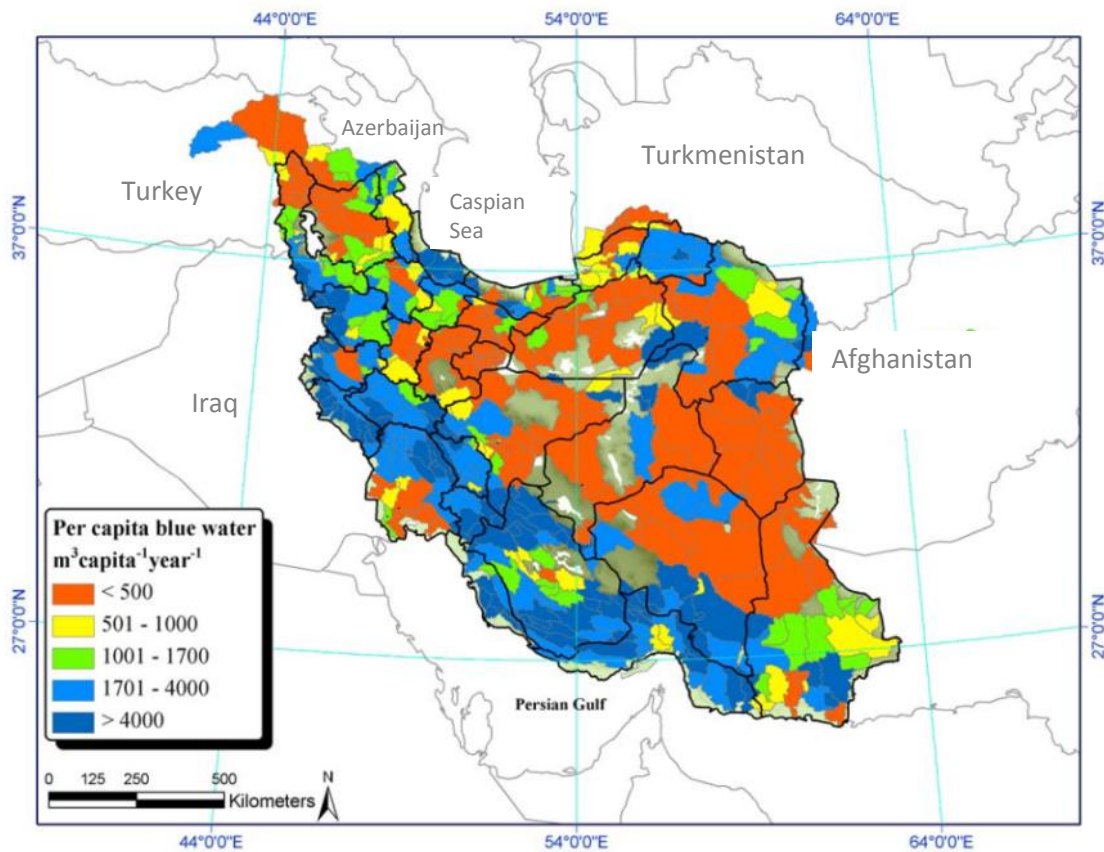 44°0'0"E 54°0'0"E 64°0'0"E
Azerbaijan
Turkmenistan
Turkey
Caspian
Sea
37°0'0"N
37°0'0"N
Afghanistan
Iraq
Per capita blue water
m³capita⁻¹year⁻¹
< 500
501 - 1000
1001 - 1700
1701 - 4000
> 4000
27°0'0"N
27°0'0"N
Persian Gulf
0 125 250 500
Kilometers
N
44°0'0"E 54°0'0"E 64°0'0"E